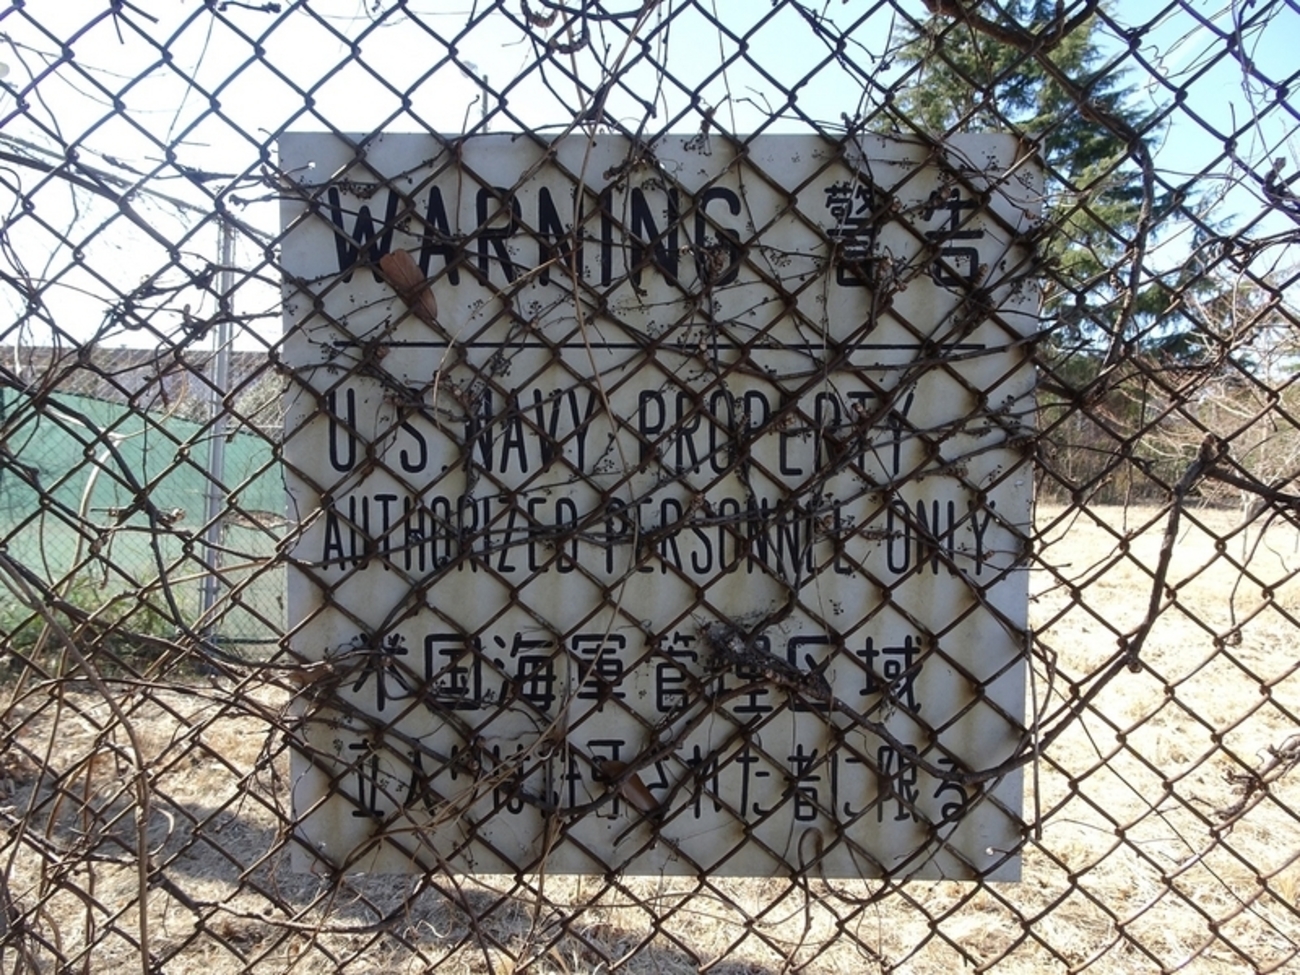 WARNING 警告
U.S. NAVY PROPERTY
AUTHORIZED PERSONNEL ONLY
米国海軍管理区域
立入りは許可された者に限る